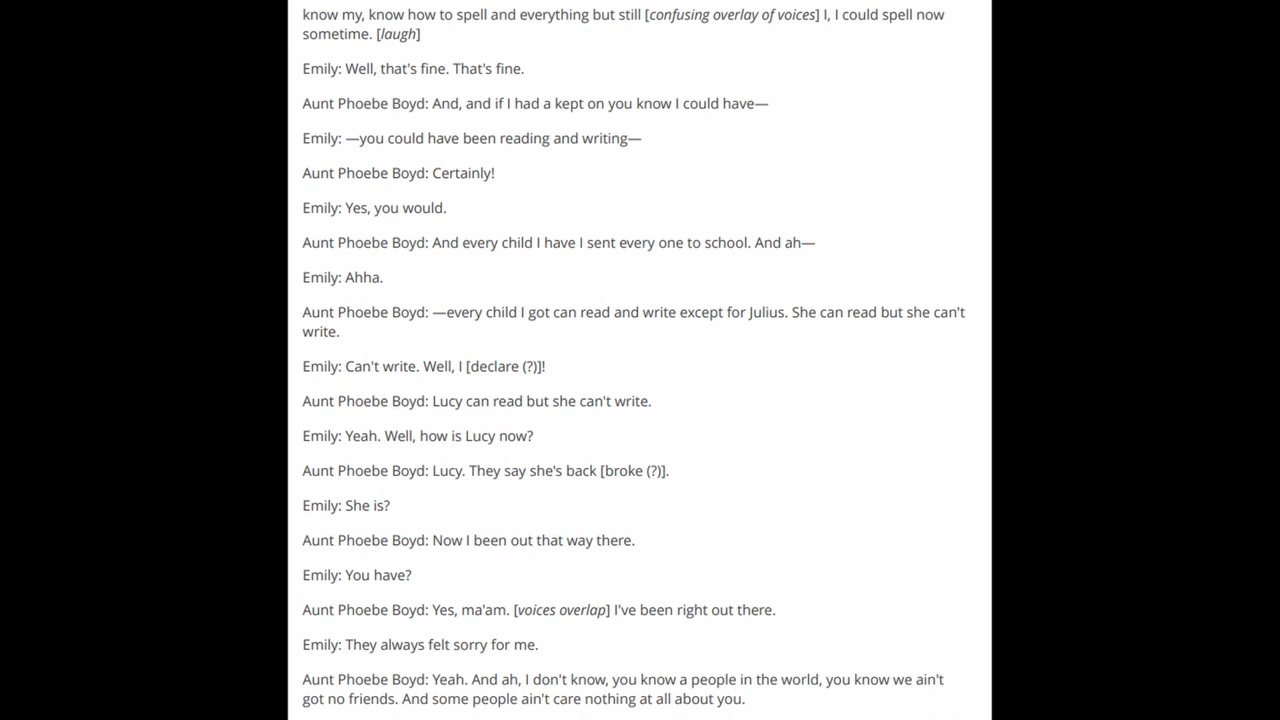 know my, know how to spell and everything but still [confusing overlay of voices] I, I could spell now
sometime. [laugh]
Emily: Well, that's fine. That's fine.
Aunt Phoebe Boyd: And, and if I had a kept on you know I could have—
Emily: —you could have been reading and writing—
Aunt Phoebe Boyd: Certainly!
Emily: Yes, you would.
Aunt Phoebe Boyd: And every child I have I sent every one to school. And ah—
Emily: Ahha.
Aunt Phoebe Boyd: —every child I got can read and write except for Julius. She can read but she can't
write.
Emily: Can't write. Well, I [declare (?)]!
Aunt Phoebe Boyd: Lucy can read but she can't write.
Emily: Yeah. Well, how is Lucy now?
Aunt Phoebe Boyd: Lucy. They say she's back [broke (?)].
Emily: She is?
Aunt Phoebe Boyd: Now I been out that way there.
Emily: You have?
Aunt Phoebe Boyd: Yes, ma'am. [voices overlap] I've been right out there.
Emily: They always felt sorry for me.
Aunt Phoebe Boyd: Yeah. And ah, I don't know, you know a people in the world, you know we ain't
got no friends. And some people ain't care nothing at all about you.